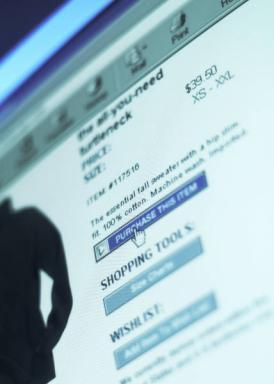 Mail
Print
the all-you-need
turtleneck
PRICE:
$39.50
SIZE:
XS - XXL
ITEM #117516
The essential fall sweater with a hip slim
fit. 100% cotton. Machine wash. Imported.
PURCHASE THIS ITEM
SHOPPING TOOLS:
Size Charts
WISHLIST:
Add Item To Wish List